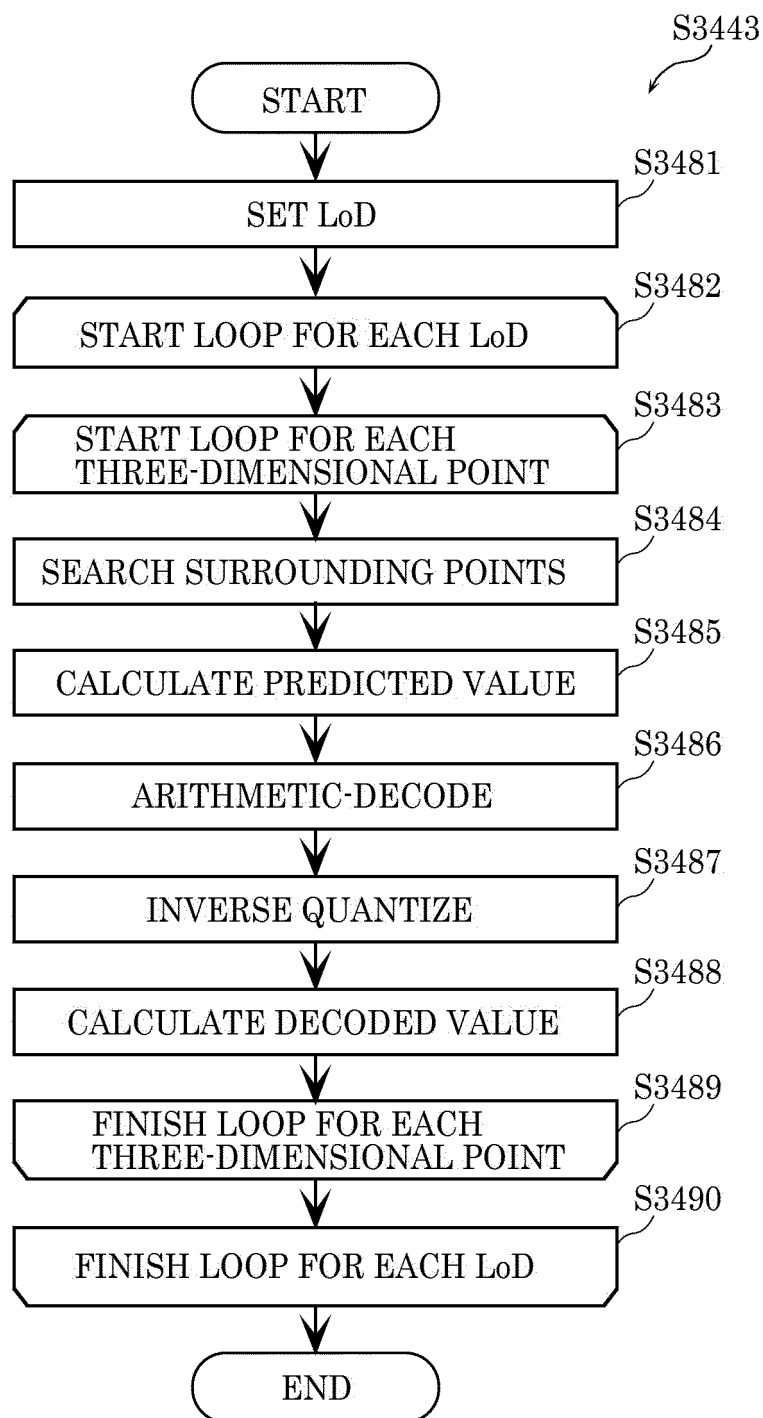 S3443
START
S3481
SET LoD
S3482
START LOOP FOR EACH LoD
S3483
START LOOP FOR EACH
THREE-DIMENSIONAL POINT
S3484
SEARCH SURROUNDING POINTS
S3485
CALCULATE PREDICTED VALUE
S3486
ARITHMETIC-DECODE
S3487
INVERSE QUANTIZE
S3488
CALCULATE DECODED VALUE
S3489
FINISH LOOP FOR EACH
THREE-DIMENSIONAL POINT
S3490
FINISH LOOP FOR EACH LoD
END